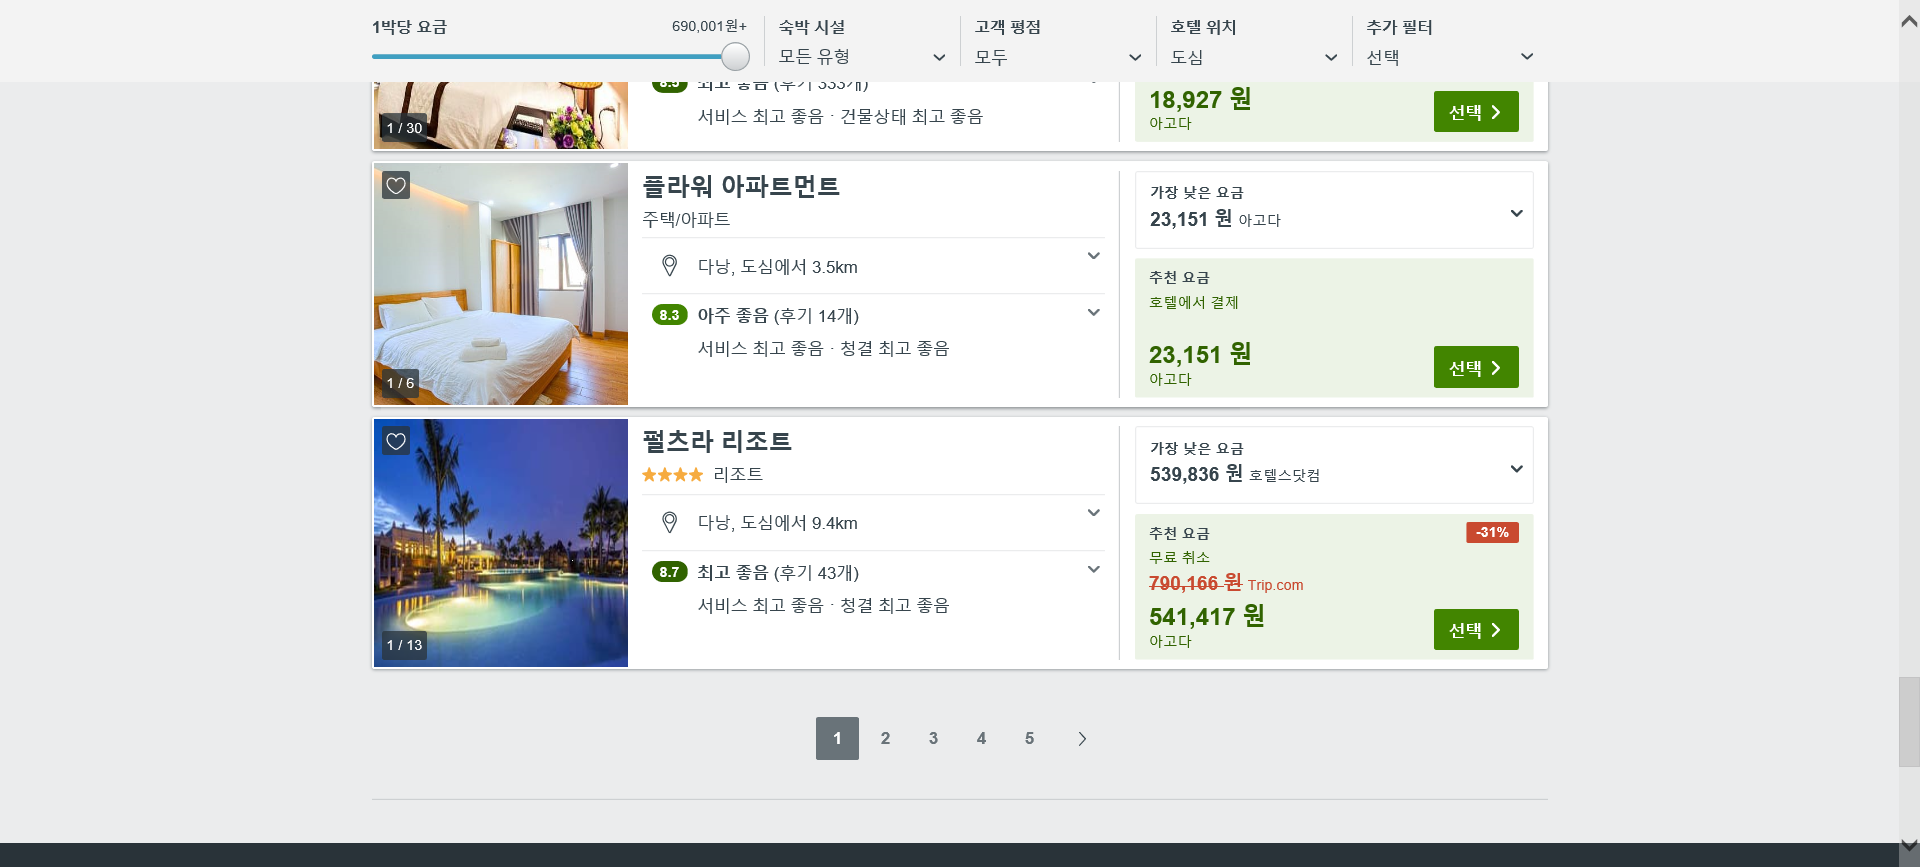 1박당 요금
690,001원+
숙박 시설
모든 유형
고객 평점
모두
호텔 위치
도심
추가 필터
선택
1 / 30
8.5 최고 좋음 (후기 333개)
서비스 최고 좋음 · 건물상태 최고 좋음
18,927 원
아고다
선택
플라워 아파트먼트
주택/아파트
다낭, 도심에서 3.5km
8.3 아주 좋음 (후기 14개)
서비스 최고 좋음 · 청결 최고 좋음
1 / 6
가장 낮은 요금
23,151 원 아고다
추천 요금
호텔에서 결제
23,151 원
아고다
선택
펄츠라 리조트
리조트
다낭, 도심에서 9.4km
8.7 최고 좋음 (후기 43개)
서비스 최고 좋음 · 청결 최고 좋음
1 / 13
가장 낮은 요금
539,836 원 호텔스닷컴
추천 요금
-31%
무료 취소
790,166 원 Trip.com
541,417 원
아고다
선택
1 2 3 4 5